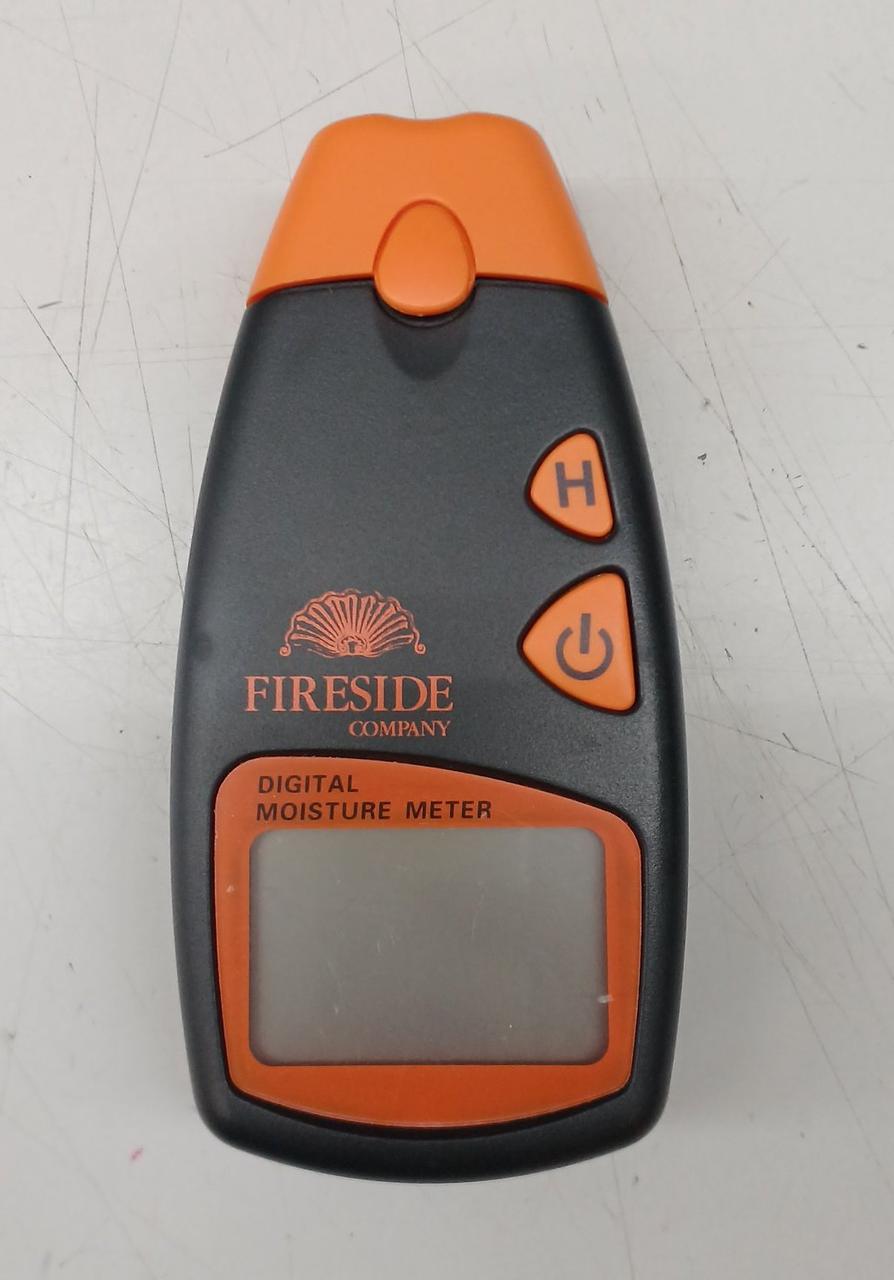 H
FIRESIDE
COMPANY
DIGITAL
MOISTURE METER